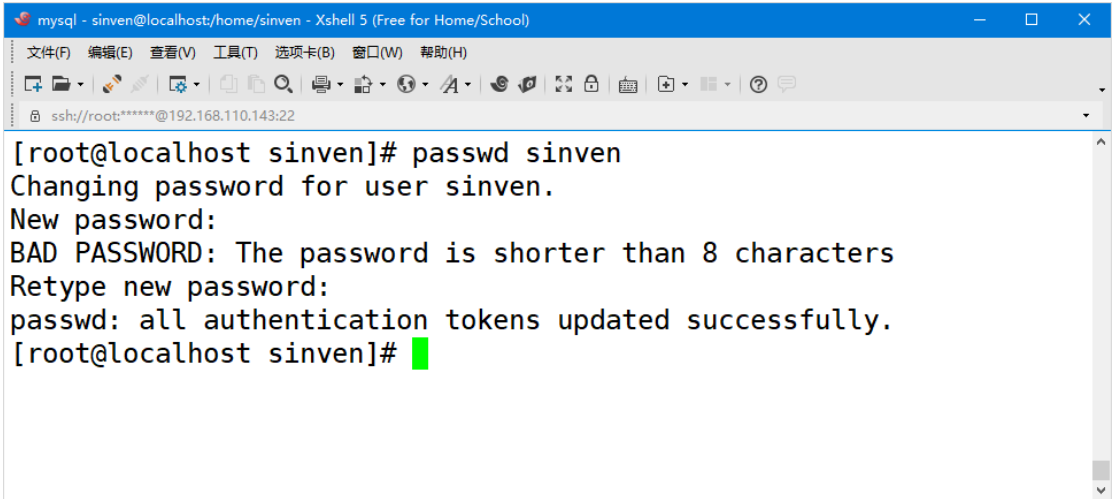 mysql - sinven@localhost:/home/sinven - Xshell 5 (Free for Home/School)
文件(F) 编辑(E) 查看(V) 工具(T) 选项卡(B) 窗口(W) 帮助(H)
ssh://root:******@192.168.110.143:22
[root@localhost sinven]# passwd sinven
Changing password for user sinven.
New password:
BAD PASSWORD: The password is shorter than 8 characters
Retype new password:
passwd: all authentication tokens updated successfully.
[root@localhost sinven]#